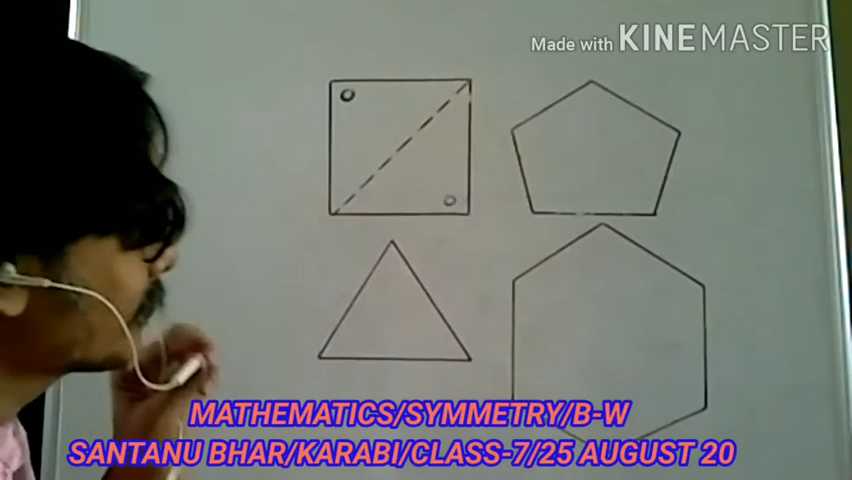 Made with KINEMASTER
MATHEMATICS/SYMMETRY/B-W
SANTANU BHAR/KARABI/CLASS-7/25 AUGUST 20